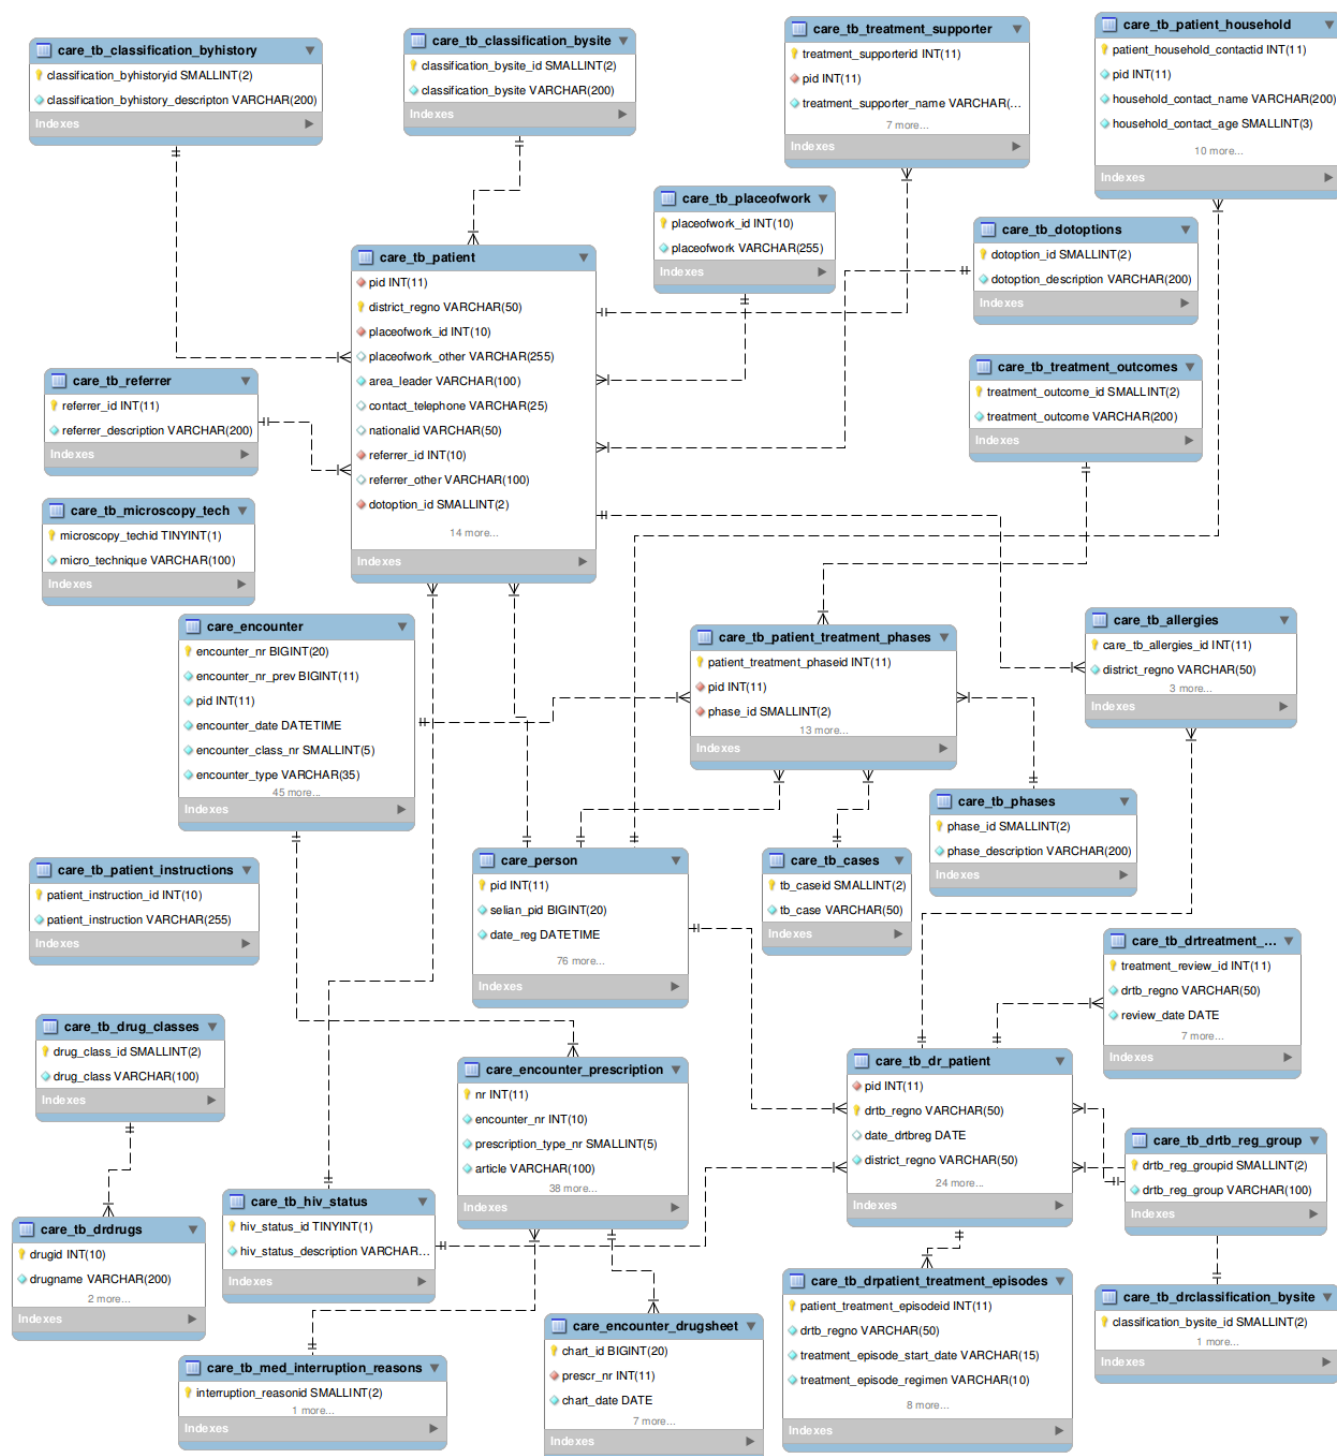 care_tb_classification_byhistory
classification_byhistoryid SMALLINT(2)
classification_byhistory_descripton VARCHAR(200)
Indexes
care_tb_classification_bysite
classification_bysite_id SMALLINT(2)
classification_bysite VARCHAR(200)
Indexes
care_tb_treatment_supporter
treatment_supporterid INT(11)
pid INT(11)
treatment_supporter_name VARCHAR(...
7 more...
Indexes
care_tb_patient_household
patient_household_contactid INT(11)
pid INT(11)
household_contact_name VARCHAR(200)
household_contact_age SMALLINT(3)
10 more...
Indexes
care_tb_placeofwork
placeofwork_id INT(10)
placeofwork VARCHAR(255)
Indexes
care_tb_dotoptions
dotoption_id SMALLINT(2)
dotoption_description VARCHAR(200)
Indexes
care_tb_patient
pid INT(11)
district_regno VARCHAR(50)
placeofwork_id INT(10)
placeofwork_other VARCHAR(255)
area_leader VARCHAR(100)
contact_telephone VARCHAR(25)
nationalid VARCHAR(50)
referrer_id INT(10)
referrer_other VARCHAR(100)
dotoption_id SMALLINT(2)
14 more...
Indexes
care_tb_referrer
referrer_id INT(11)
referrer_description VARCHAR(200)
Indexes
care_tb_treatment_outcomes
treatment_outcome_id SMALLINT(2)
treatment_outcome VARCHAR(200)
Indexes
care_tb_microscopy_tech
microscopy_techid TINYINT(1)
micro_technique VARCHAR(100)
Indexes
care_encounter
encounter_nr BIGINT(20)
encounter_nr_prev BIGINT(11)
pid INT(11)
encounter_date DATETIME
encounter_class_nr SMALLINT(5)
encounter_type VARCHAR(35)
45 more...
Indexes
care_tb_patient_treatment_phases
patient_treatment_phaseid INT(11)
pid INT(11)
phase_id SMALLINT(2)
13 more...
Indexes
care_tb_allergies
care_tb_allergies_id INT(11)
district_regno VARCHAR(50)
3 more...
Indexes
care_tb_phases
phase_id SMALLINT(2)
phase_description VARCHAR(200)
Indexes
care_tb_patient_instructions
patient_instruction_id INT(10)
patient_instruction VARCHAR(255)
Indexes
care_person
pid INT(11)
selian_pid BIGINT(20)
date_reg DATETIME
76 more...
Indexes
care_tb_cases
tb_caseid SMALLINT(2)
tb_case VARCHAR(50)
Indexes
care_tb_drtreatment_...
treatment_review_id INT(11)
drtb_regno VARCHAR(50)
review_date DATE
7 more...
Indexes
care_tb_drug_classes
drug_class_id SMALLINT(2)
drug_class VARCHAR(100)
Indexes
care_encounter_prescription
nr INT(11)
encounter_nr INT(10)
prescription_type_nr SMALLINT(5)
article VARCHAR(100)
38 more...
Indexes
care_tb_dr_patient
pid INT(11)
drtb_regno VARCHAR(50)
date_drtbreg DATE
district_regno VARCHAR(50)
24 more...
Indexes
care_tb_drtb_reg_group
drtb_reg_groupid SMALLINT(2)
drtb_reg_group VARCHAR(100)
Indexes
care_tb_hiv_status
hiv_status_id TINYINT(1)
hiv_status_description VARCHAR...
Indexes
care_tb_drdrugs
drugid INT(10)
drugname VARCHAR(200)
2 more...
Indexes
care_tb_drpatient_treatment_episodes
patient_treatment_episodeid INT(11)
drtb_regno VARCHAR(50)
treatment_episode_start_date VARCHAR(15)
treatment_episode_regimen VARCHAR(10)
8 more...
Indexes
care_tb_drclassification_bysite
classification_bysite_id SMALLINT(2)
1 more...
Indexes
care_encounter_drugsheet
chart_id BIGINT(20)
prescr_nr INT(11)
chart_date DATE
7 more...
Indexes
care_tb_med_interruption_reasons
interruption_reasonid SMALLINT(2)
1 more...
Indexes